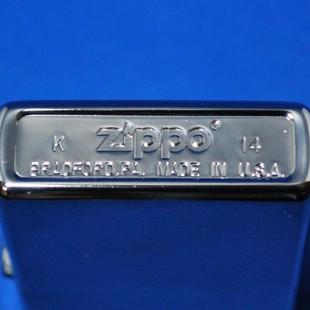 K zippo® 14
BRADFORD, PA. MADE IN U.S.A.